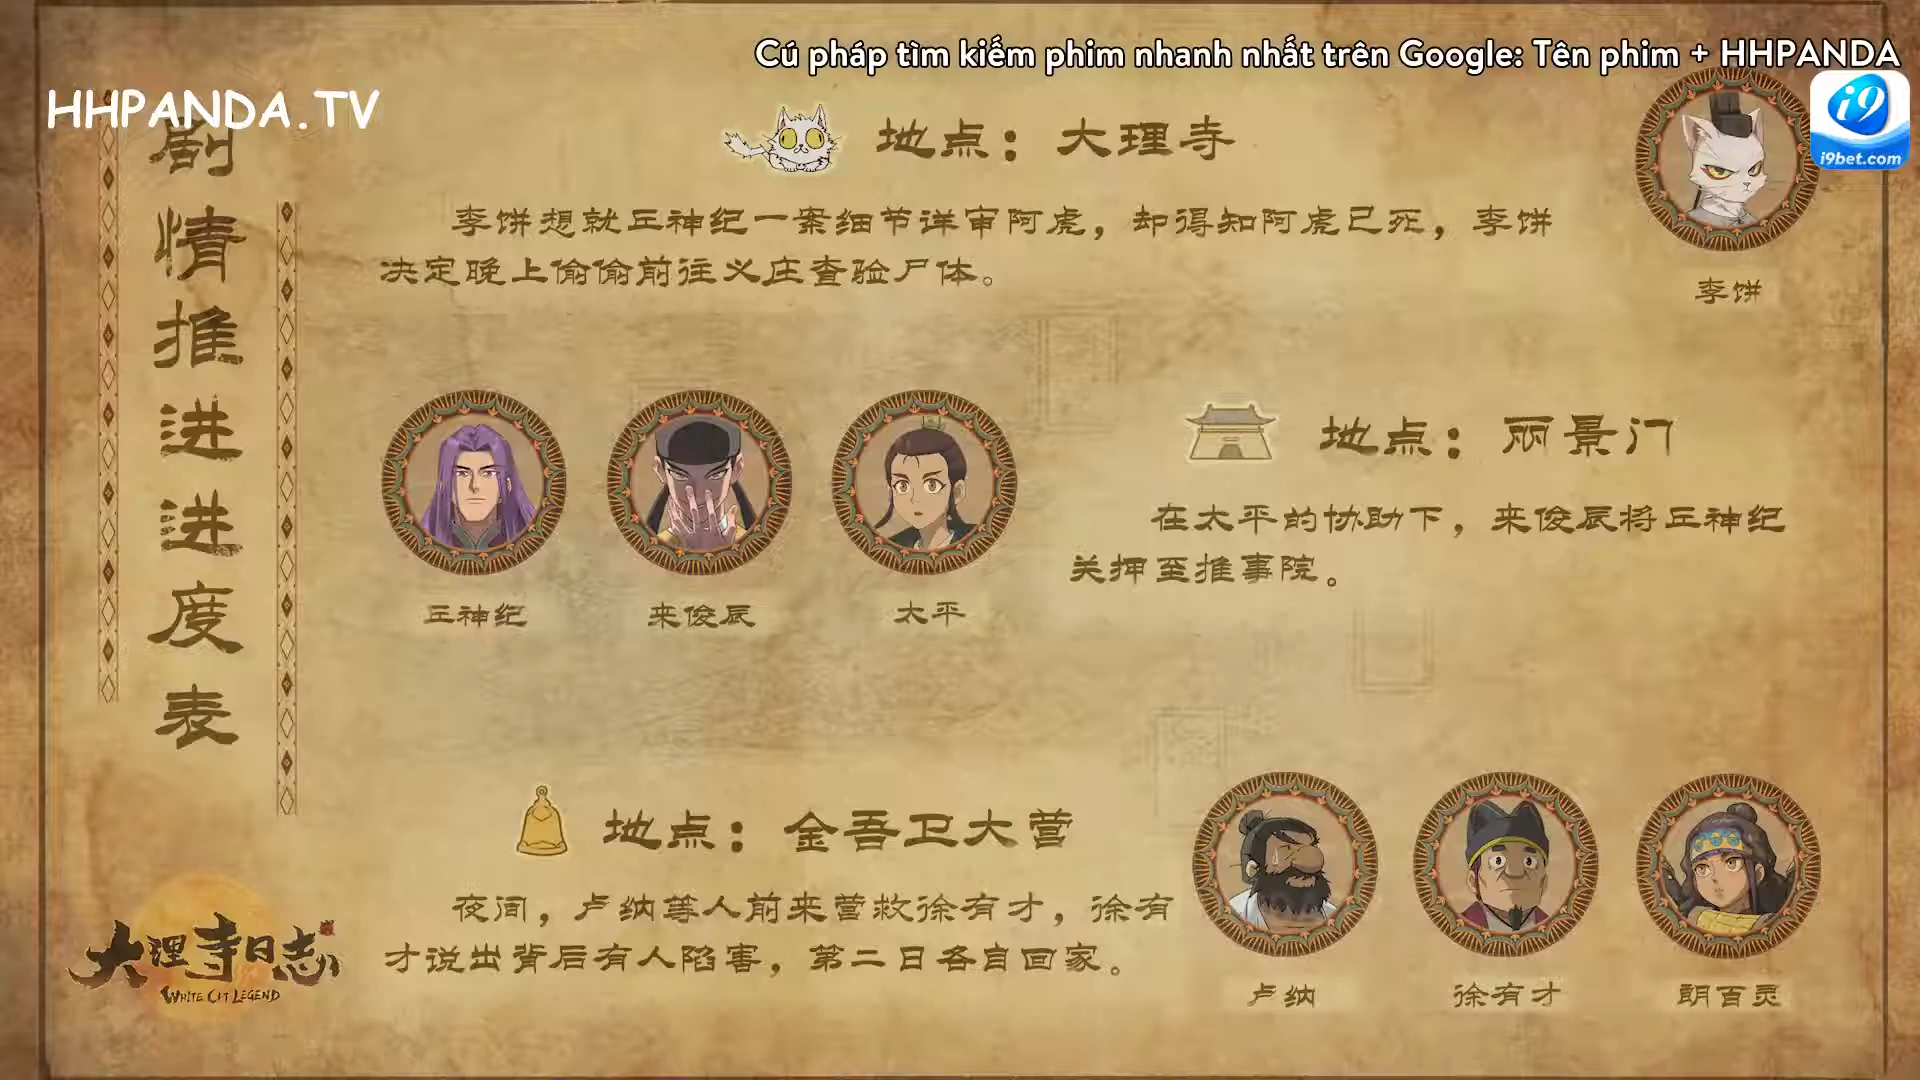 Cú pháp tìm kiếm phim nhanh nhất trên Google: Tên phim + HHPANDA
HHPANDA.TV
i9
i9bet.com
剧情推进进度表
地点：大理寺
李饼想就丘神纪一案细节详审阿虎，却得知阿虎已死，李饼
决定晚上偷偷前往义庄查验尸体。
李饼
丘神纪
来俊辰
太平
地点：丽景门
在太平的协助下，来俊辰将丘神纪
关押至推事院。
地点：金吾卫大营
夜间，卢纳等人前来营救徐有才，徐有
才说出背后有人陷害，第二日各自回家。
卢纳
徐有才
朗百灵
大理寺日志
WHITE CAT LEGEND